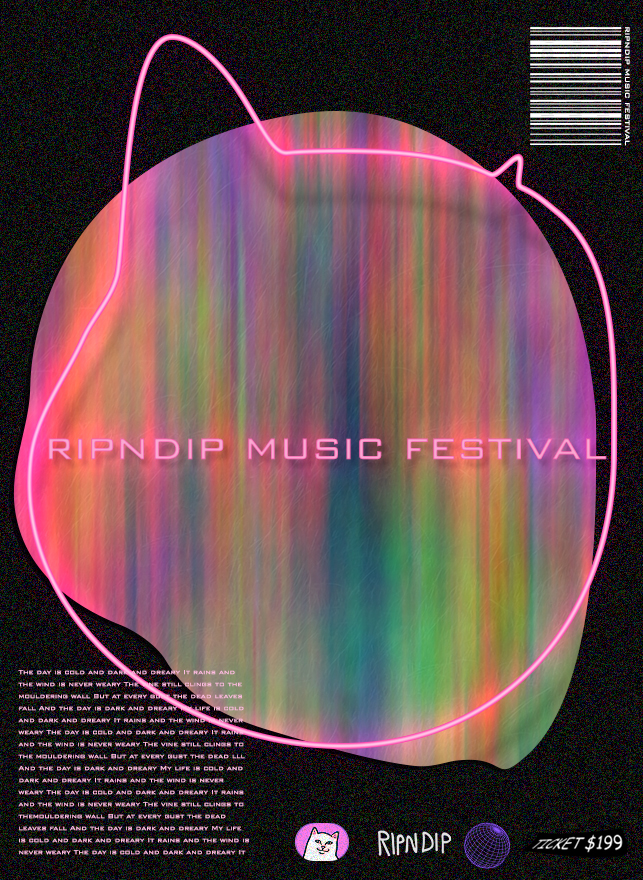 RIPNDIP MUSIC FESTIVAL
RIPNDIP MUSIC FESTIVAL
The day is cold and dark and dreary It rains and
the wind is never weary The vine still clings to the
mouldering wall But at every gust the dead leaves
fall And the day is dark and dreary My life is cold
and dark and dreary It rains and the wind is never
weary The day is cold and dark and dreary It rains
and the wind is never weary The vine still clings to
the mouldering wall But at every gust the dead lll
And the day is dark and dreary My life is cold and
dark and dreary It rains and the wind is never
weary The day is cold and dark and dreary It rains
and the wind is never weary The vine still clings to
themouldering wall But at every gust the dead
leaves fall And the day is dark and dreary My life
is cold and dark and dreary It rains and the wind is
never weary The day is cold and dark and dreary It
RIPNDIP
TICKET $199